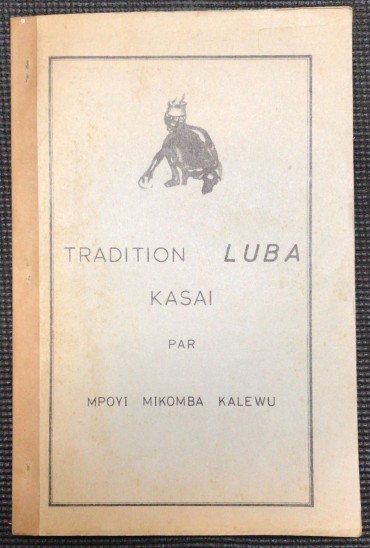 TRADITION LUBA
KASAI
PAR
MPOYI MIKOMBA KALEWU